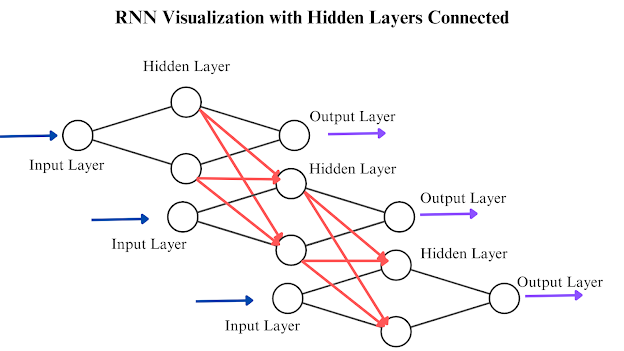 RNN Visualization with Hidden Layers Connected
Hidden Layer
Output Layer
Input Layer
Hidden Layer
Output Layer
Input Layer
Hidden Layer
Output Layer
Input Layer